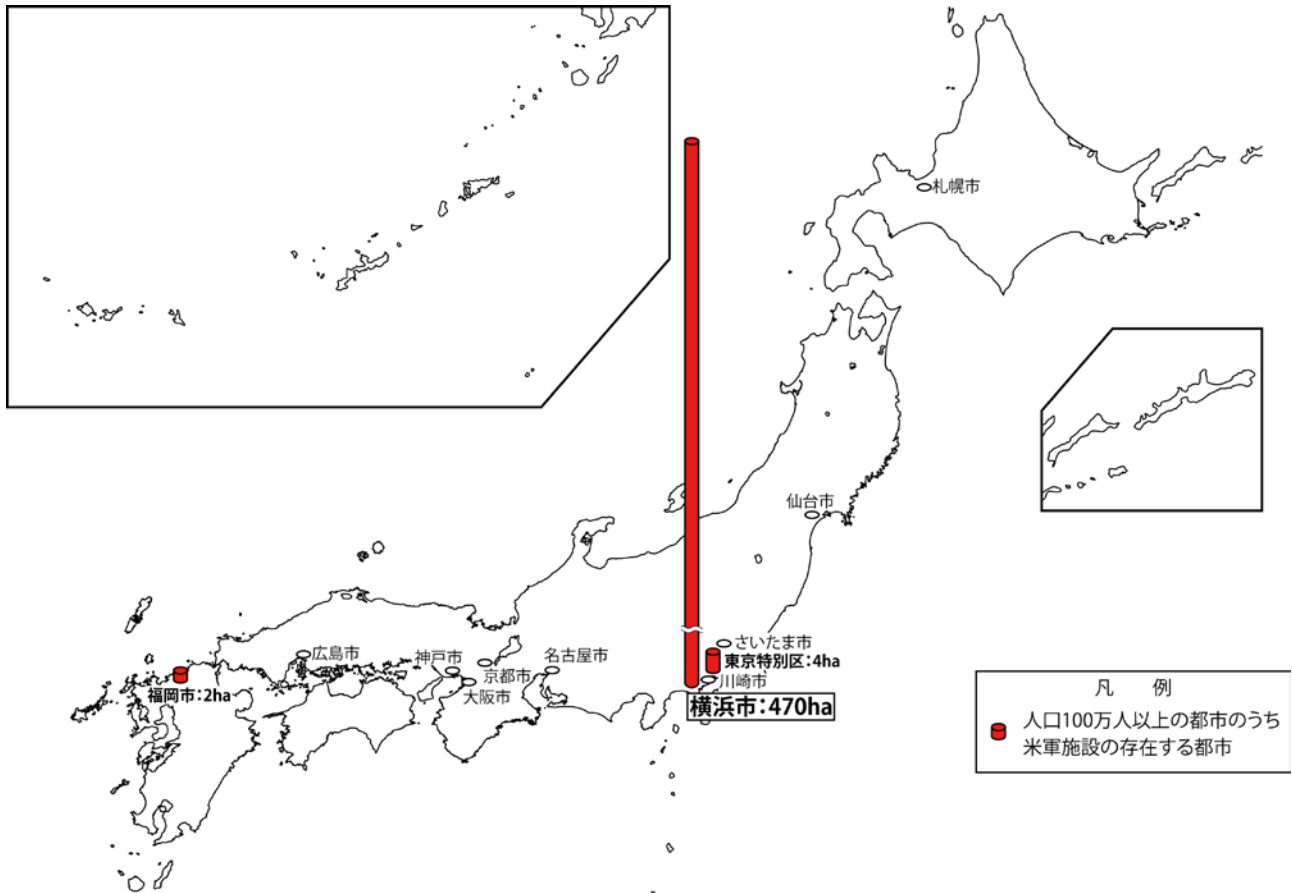 札幌市
仙台市
さいたま市
東京特別区:4ha
川崎市
横浜市:470ha
名古屋市
京都市
神戸市
大阪市
広島市
福岡市:2ha
凡 例
人口100万人以上の都市のうち
米軍施設の存在する都市